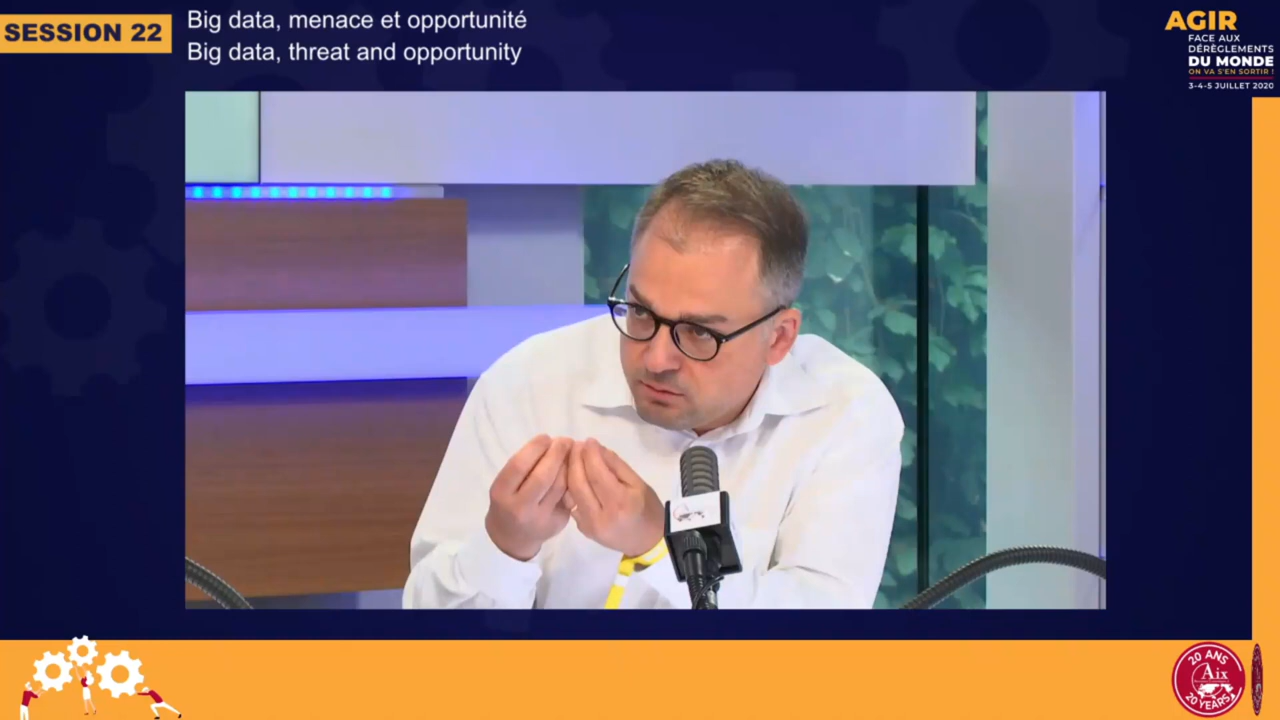 SESSION 22
Big data, menace et opportunité
Big data, threat and opportunity
AGIR
FACE AUX
DÉRÈGLEMENTS
DU MONDE
ON VA S'EN SORTIR !
3-4-5 JUILLET 2020
20 ANS
Aix
20 YEARS